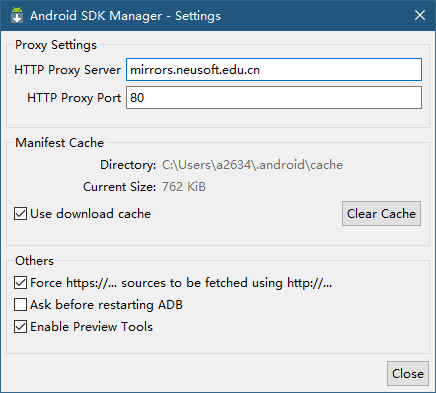 Android SDK Manager - Settings
Proxy Settings
HTTP Proxy Server mirrors.neusoft.edu.cn
HTTP Proxy Port 80
Manifest Cache
Directory: C:\Users\a2634\.android\cache
Current Size: 762 KiB
Use download cache Clear Cache
Others
Force https://... sources to be fetched using http://...
Ask before restarting ADB
Enable Preview Tools
Close